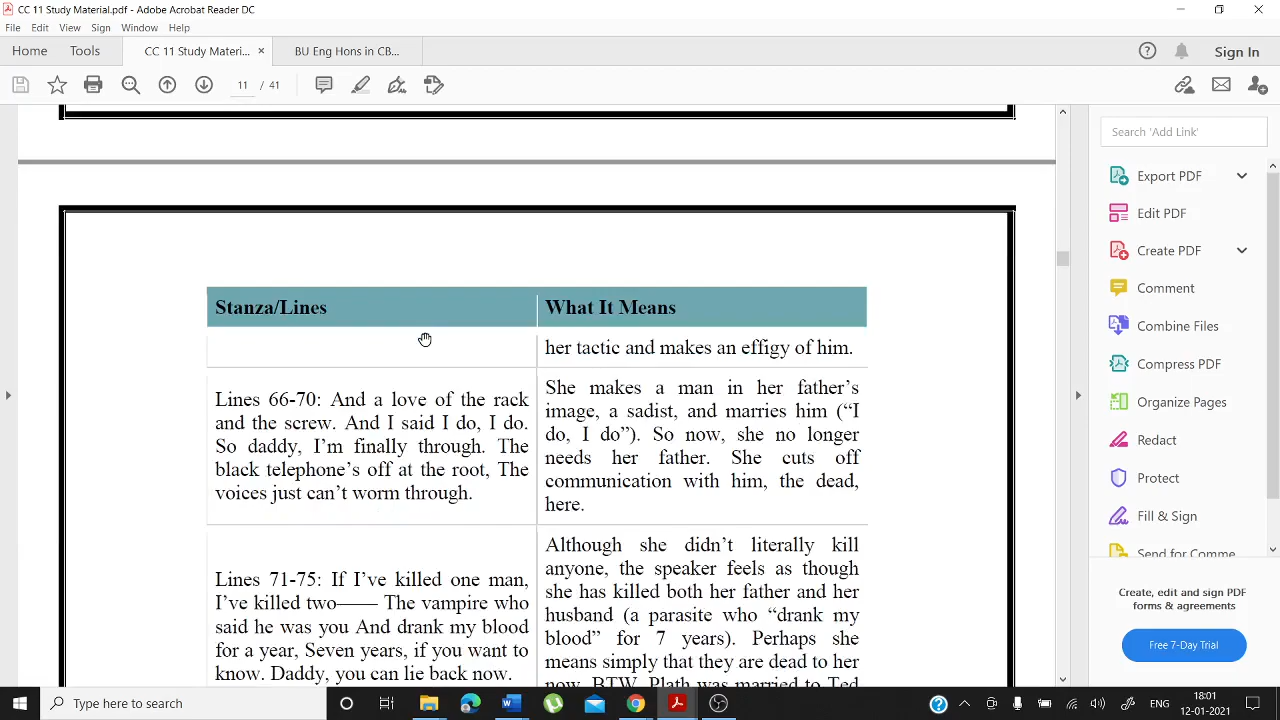 CC 11 Study Material.pdf - Adobe Acrobat Reader DC
File Edit View Sign Window Help
Home Tools CC 11 Study Materi... × BU Eng Hons in CB... Sign In
11 / 41
Search 'Add Link'
Export PDF
Edit PDF
Create PDF
Comment
Combine Files
Compress PDF
Organize Pages
Redact
Protect
Fill & Sign
Send for Comme
Create, edit and sign PDF
forms & agreements
Free 7-Day Trial
Stanza/Lines What It Means
her tactic and makes an effigy of him.
Lines 66-70: And a love of the rack
and the screw. And I said I do, I do.
So daddy, I’m finally through. The
black telephone’s off at the root, The
voices just can’t worm through.
She makes a man in her father’s
image, a sadist, and marries him (“I
do, I do”). So now, she no longer
needs her father. She cuts off
communication with him, the dead,
here.
Lines 71-75: If I’ve killed one man,
I’ve killed two—— The vampire who
said he was you And drank my blood
for a year, Seven years, if you want to
know. Daddy, you can lie back now.
Although she didn’t literally kill
anyone, the speaker feels as though
she has killed both her father and her
husband (a parasite who “drank my
blood” for 7 years). Perhaps she
means simply that they are dead to her
now. BTW, Plath was married to Ted
Type here to search
ENG
18:01
12-01-2021